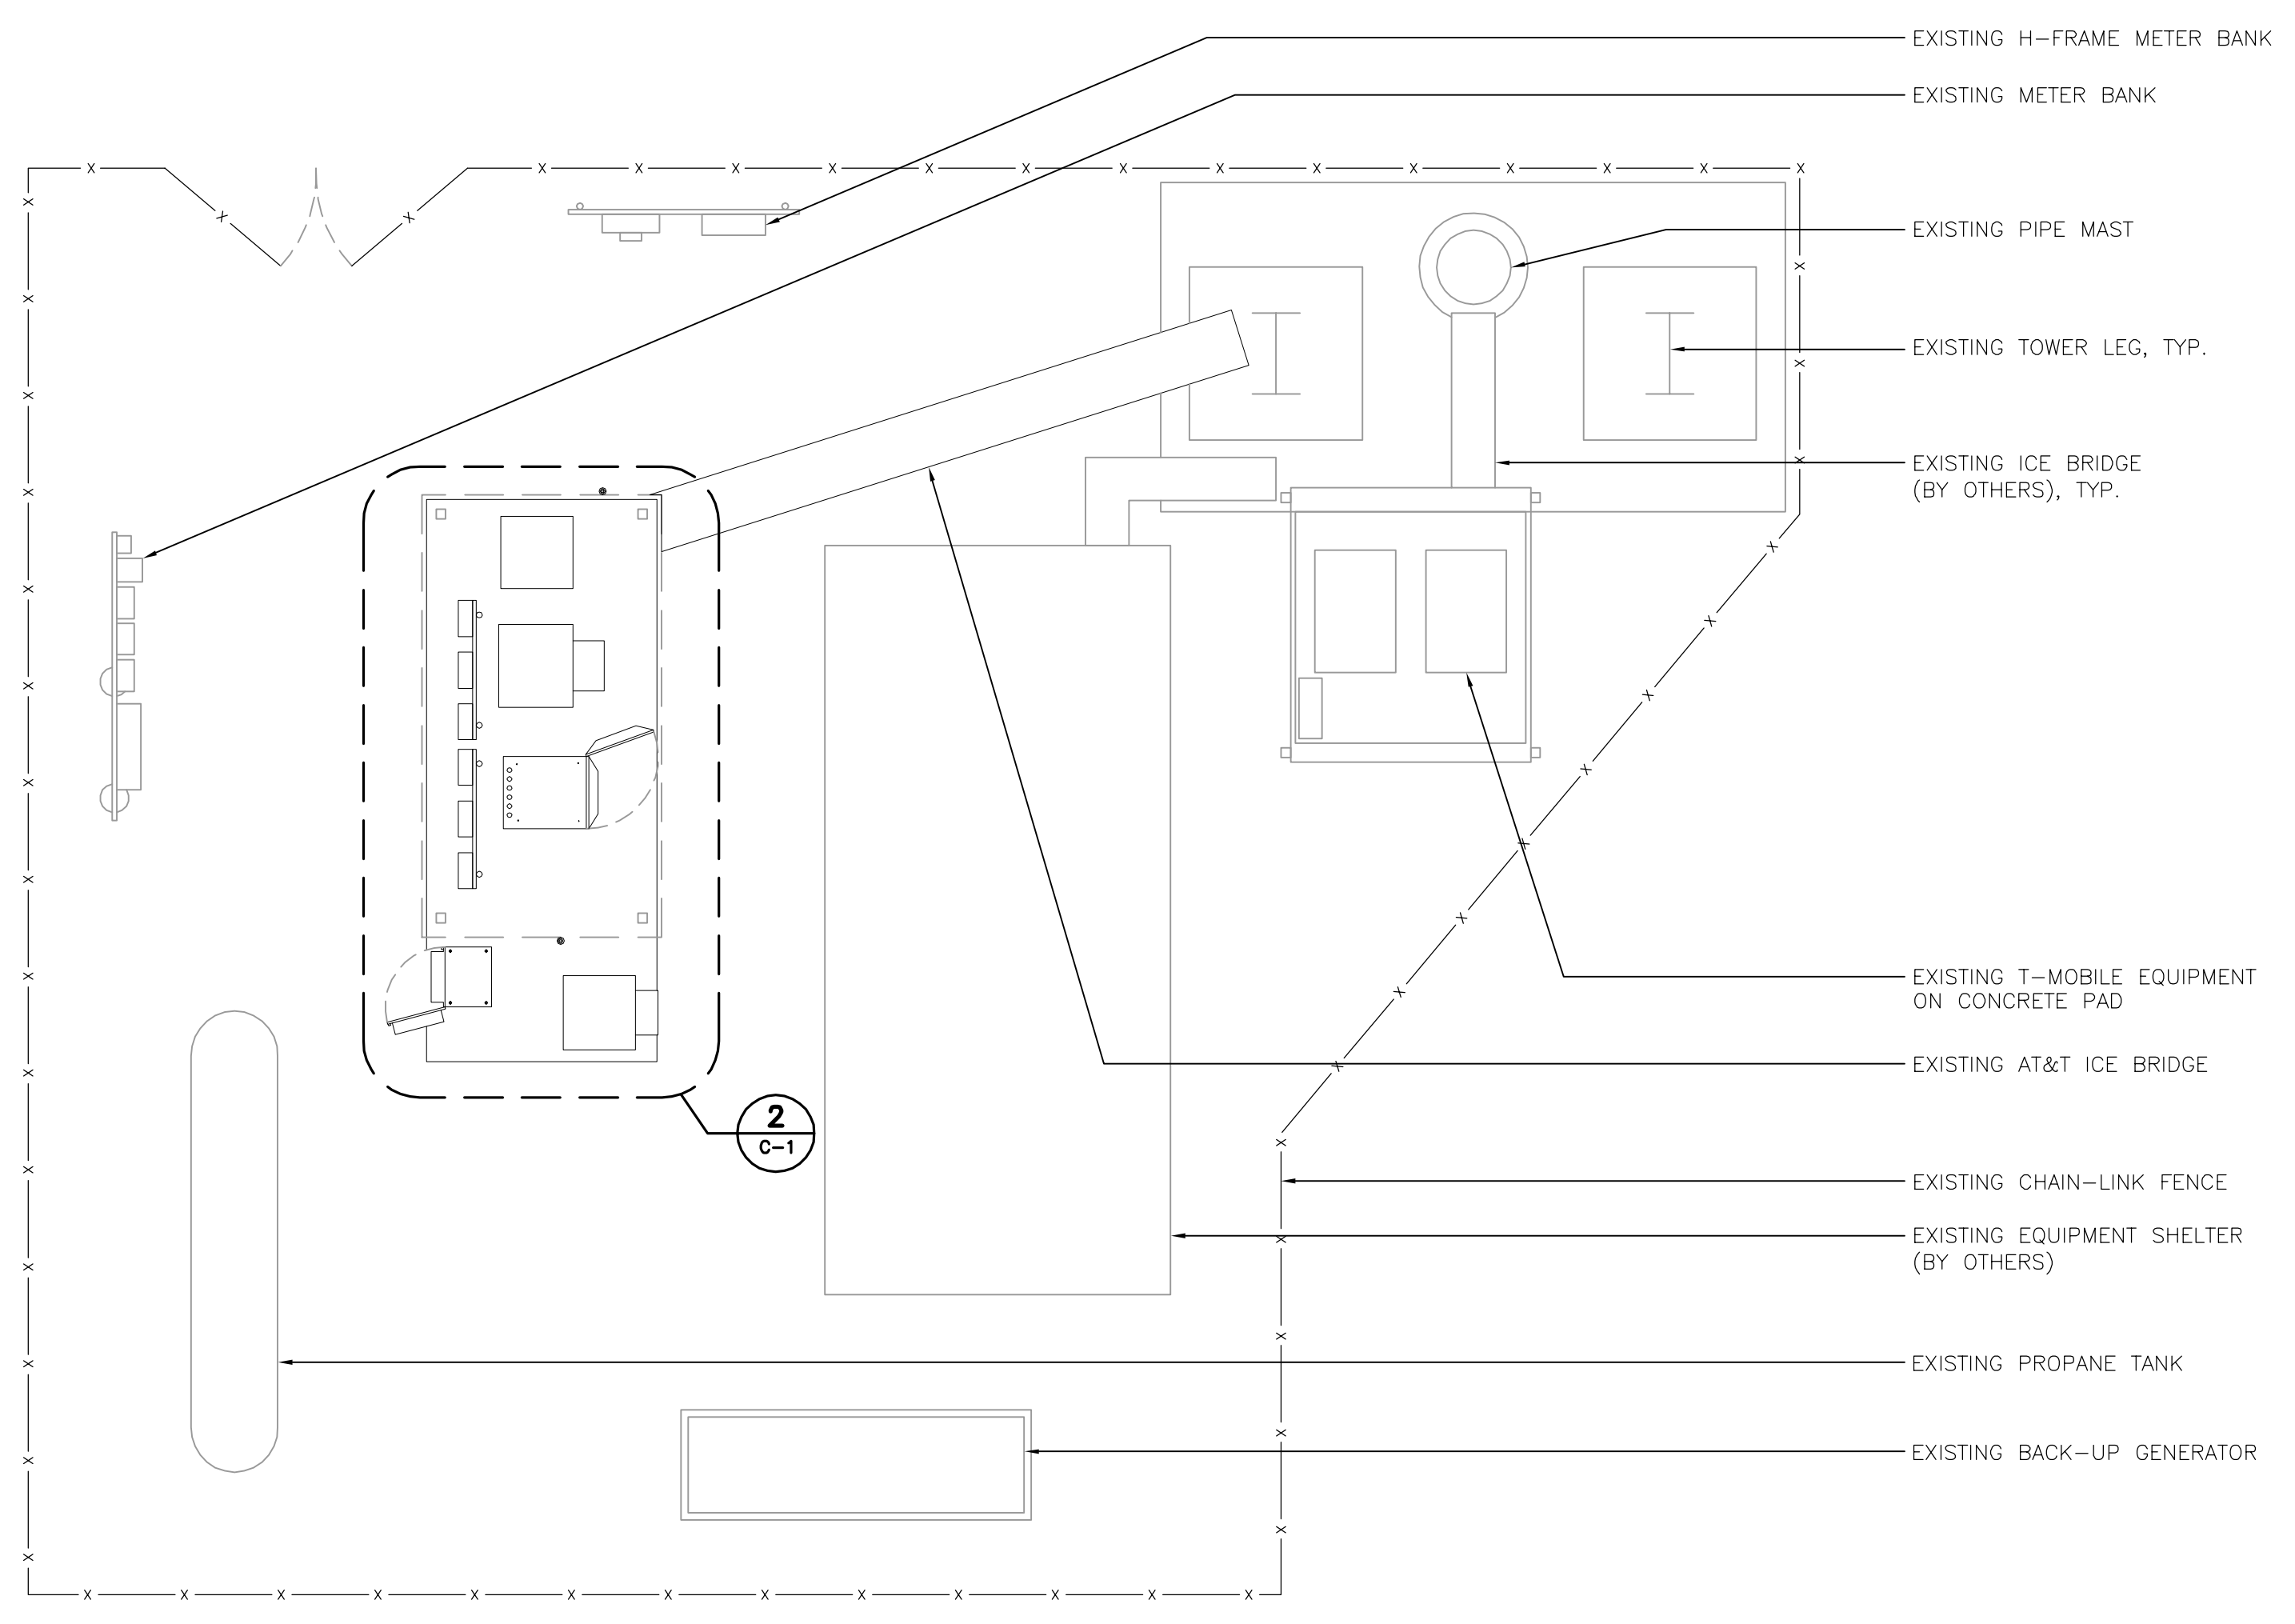 EXISTING H-FRAME METER BANK
EXISTING METER BANK
EXISTING PIPE MAST
EXISTING TOWER LEG, TYP.
EXISTING ICE BRIDGE
(BY OTHERS), TYP.
EXISTING T-MOBILE EQUIPMENT
ON CONCRETE PAD
EXISTING AT&T ICE BRIDGE
2
C-1
EXISTING CHAIN-LINK FENCE
EXISTING EQUIPMENT SHELTER
(BY OTHERS)
EXISTING PROPANE TANK
EXISTING BACK-UP GENERATOR